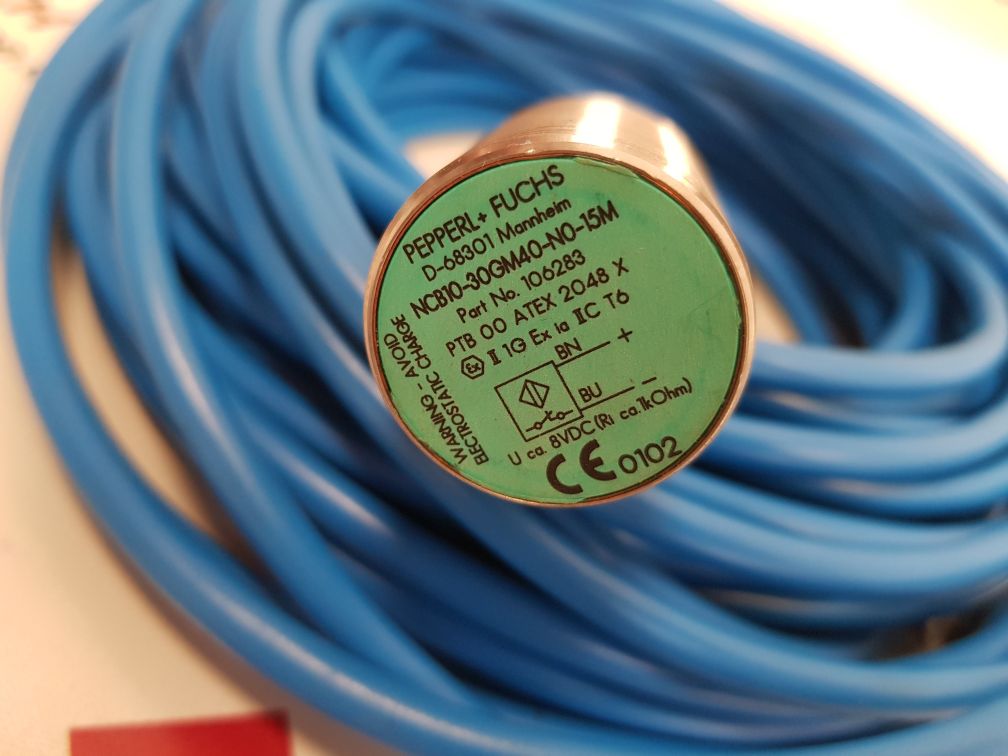 PEPPERL + FUCHS
D-68301 Mannheim
NCB10-30GM40-N0-15M
Part No. 106283
PTB 00 ATEX 2048 X
Ex II 1G Ex ia IIC T6
BN +
BU -
U ca. 8VDC (Ri ca.1kOhm)
CE 0102
WARNING - AVOID
ELECTROSTATIC CHARGE